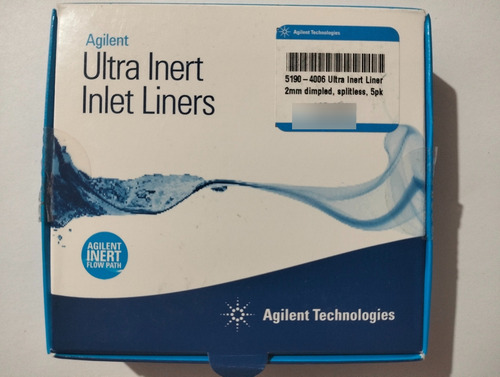 Agilent
Ultra Inert
Inlet Liners
Agilent Technologies
5190-4006 Ultra Inert Liner
2mm dimpled, splitless, 5pk
AGILENT
INERT
FLOW PATH
Agilent Technologies